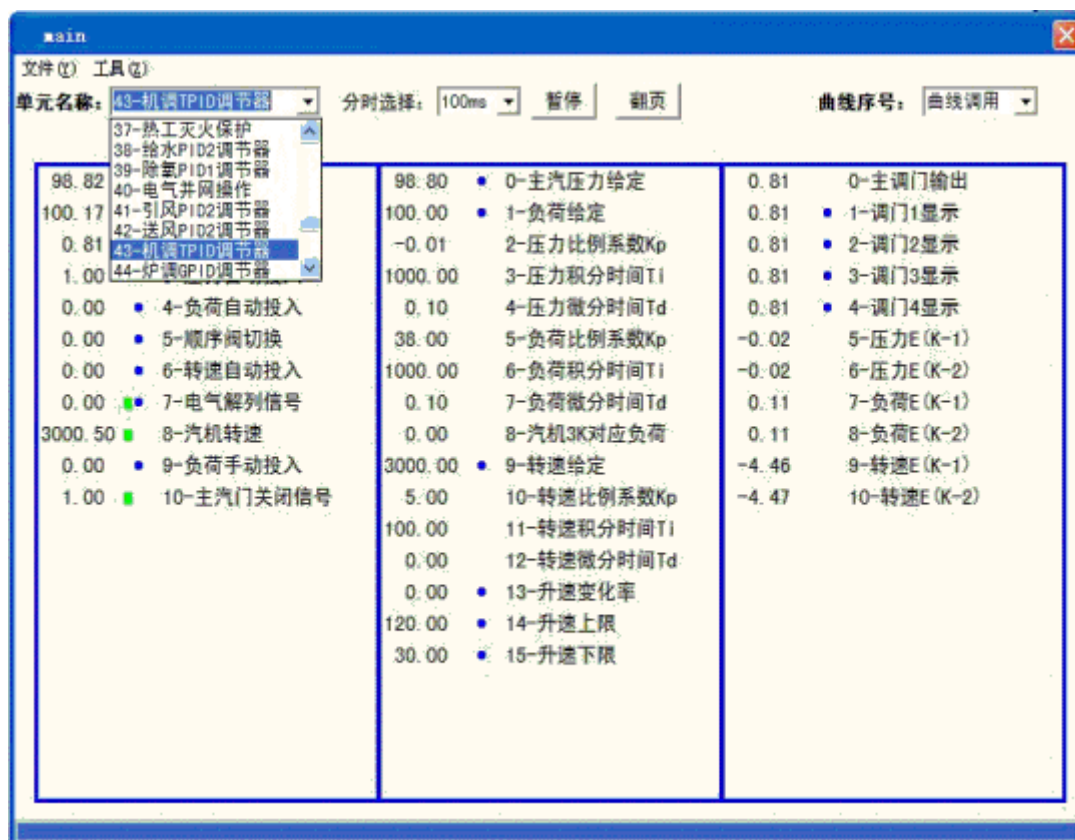 main
文件(Y) 工具(Z)
单元名称： 43-机调TPID调节器 分时选择： 100ms 暂停 翻页 曲线序号： 曲线调用
37-热工灭火保护
38-给水PID2调节器
39-除氧PID1调节器
40-电气并网操作
41-引风PID2调节器
42-送风PID2调节器
43-机调TPID调节器
44-炉调GPID调节器
98.82
100.17
0.81
1.00
0.00 4-负荷自动投入
0.00 5-顺序阀切换
0.00 6-转速自动投入
0.00 7-电气解列信号
3000.50 8-汽机转速
0.00 9-负荷手动投入
1.00 10-主汽门关闭信号
98.80 0-主汽压力给定
100.00 1-负荷给定
-0.01 2-压力比例系数Kp
1000.00 3-压力积分时间Ti
0.10 4-压力微分时间Td
38.00 5-负荷比例系数Kp
1000.00 6-负荷积分时间Ti
0.10 7-负荷微分时间Td
0.00 8-汽机3K对应负荷
3000.00 9-转速给定
5.00 10-转速比例系数Kp
100.00 11-转速积分时间Ti
0.00 12-转速微分时间Td
0.00 13-升速变化率
120.00 14-升速上限
30.00 15-升速下限
0.81 0-主调门输出
0.81 1-调门1显示
0.81 2-调门2显示
0.81 3-调门3显示
0.81 4-调门4显示
-0.02 5-压力E(K-1)
-0.02 6-压力E(K-2)
0.11 7-负荷E(K-1)
0.11 8-负荷E(K-2)
-4.46 9-转速E(K-1)
-4.47 10-转速E(K-2)